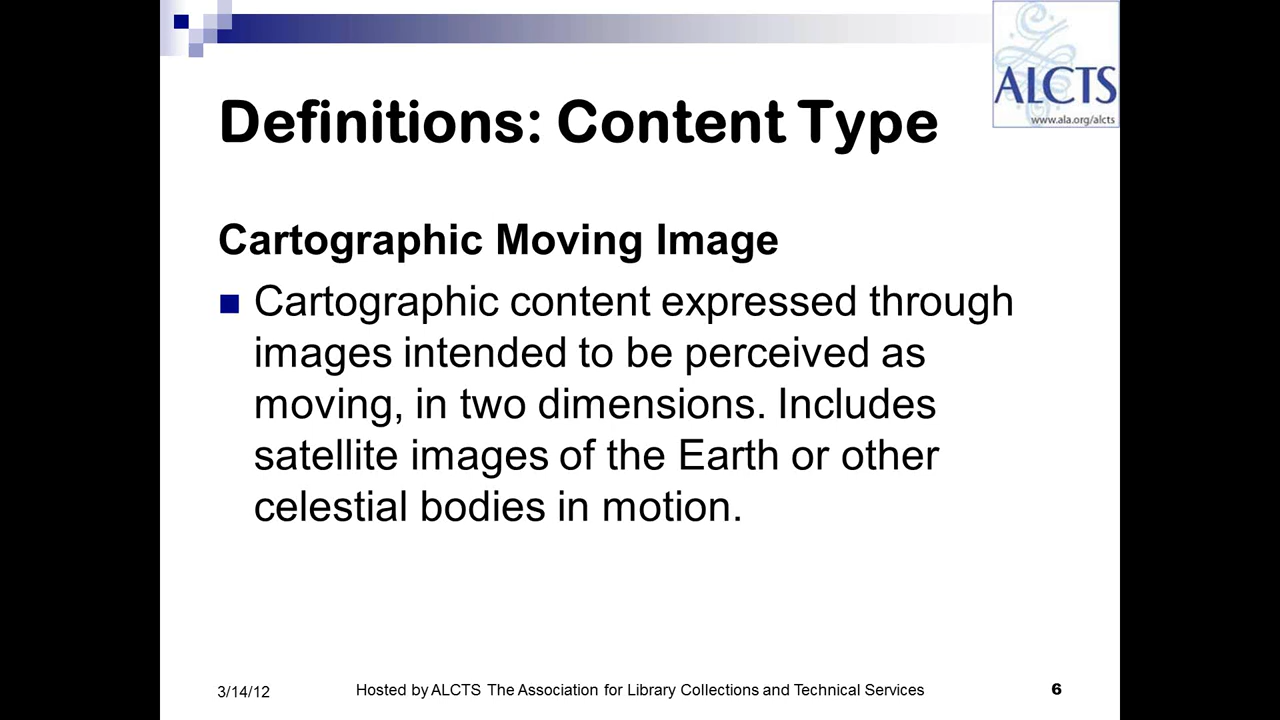 ALCTS
www.ala.org/alcts
Definitions: Content Type
Cartographic Moving Image
Cartographic content expressed through
images intended to be perceived as
moving, in two dimensions. Includes
satellite images of the Earth or other
celestial bodies in motion.
3/14/12
Hosted by ALCTS The Association for Library Collections and Technical Services
6